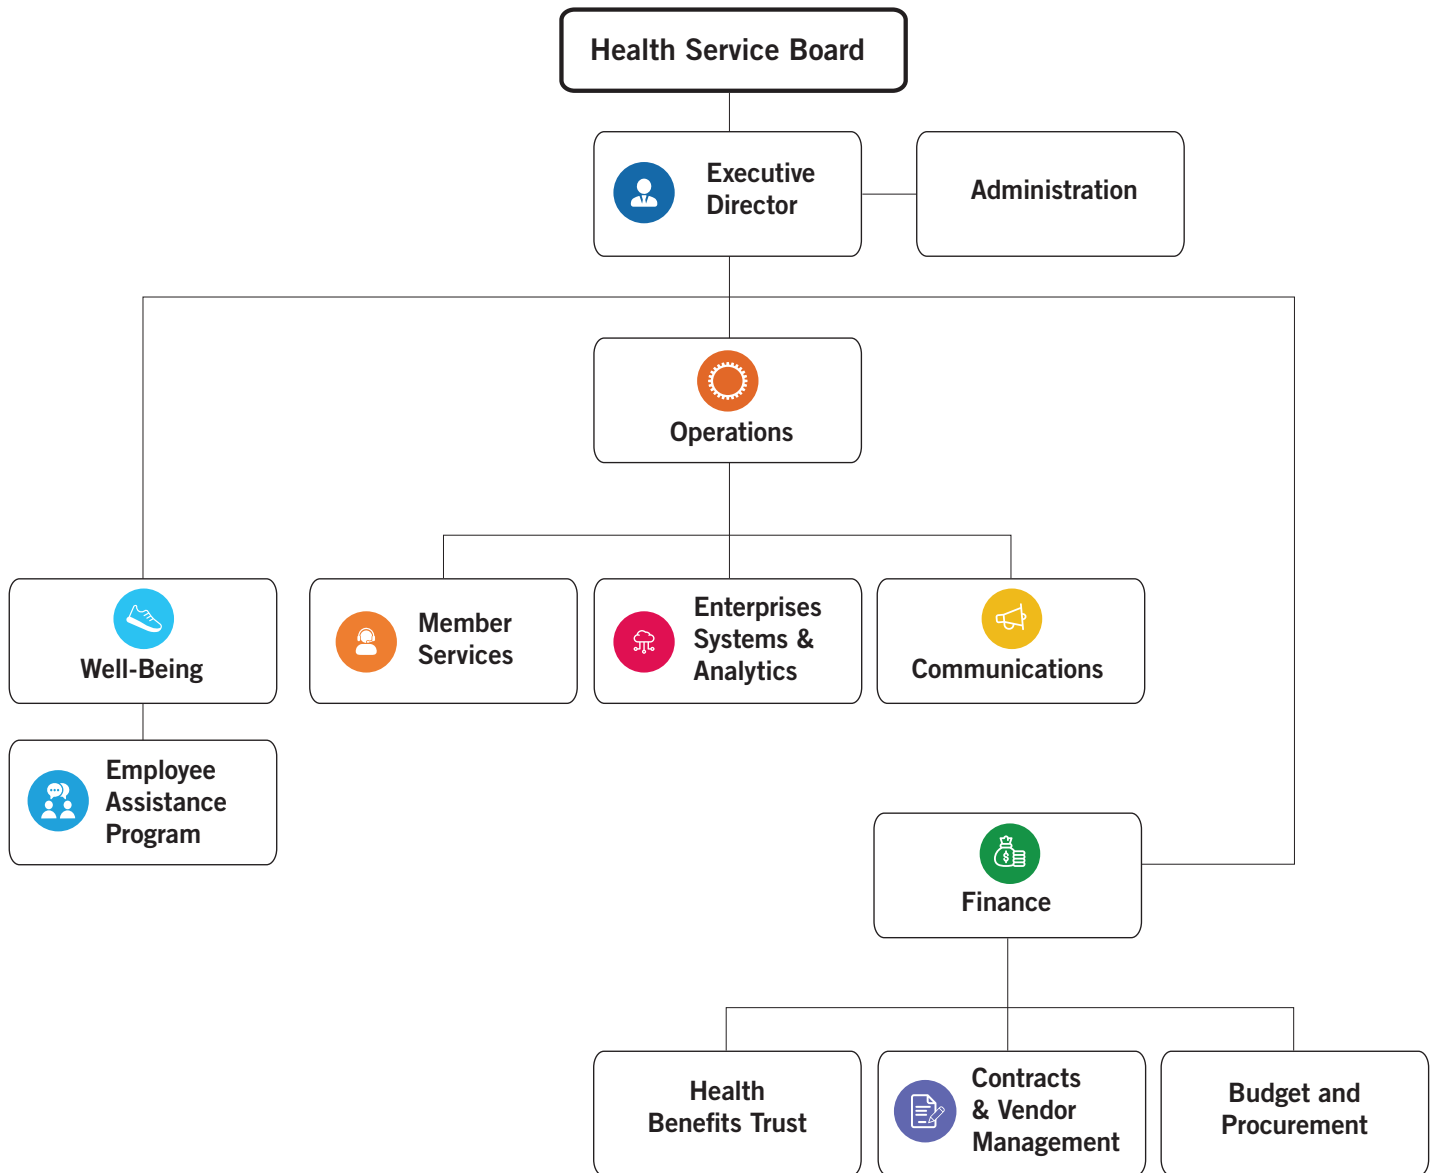 Health Service Board
Executive
Director
Administration
Operations
Well-Being
Member
Services
Enterprises
Systems &
Analytics
Communications
Employee
Assistance
Program
Finance
Health
Benefits Trust
Contracts
& Vendor
Management
Budget and
Procurement